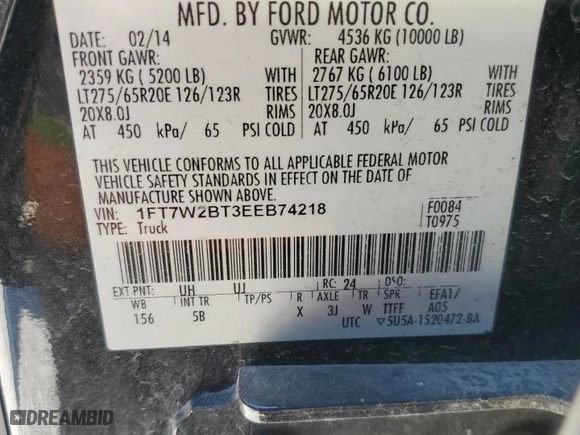 MFD. BY FORD MOTOR CO.
DATE: 02/14 GVWR: 4536 KG (10000 LB)
FRONT GAWR: REAR GAWR:
2359 KG ( 5200 LB) WITH 2767 KG ( 6100 LB) WITH
LT275/65R20E 126/123R TIRES LT275/65R20E 126/123R TIRES
20X8.0J RIMS 20X8.0J RIMS
AT 450 kPa/ 65 PSI COLD AT 450 kPa/ 65 PSI COLD
THIS VEHICLE CONFORMS TO ALL APPLICABLE FEDERAL MOTOR
VEHICLE SAFETY STANDARDS IN EFFECT ON THE DATE OF
MANUFACTURE SHOWN ABOVE.
VIN: 1FT7W2BT3EEB74218 F0084
TYPE: Truck T0975
EXT PNT: UH UJ RC: 24 DSO:
WB INT TR TP/PS R AXLE TR SPR EFA1/
156 5B X 3J W TTFF A05
UTC ▽5U5A-1520472-BA
DREAMBID